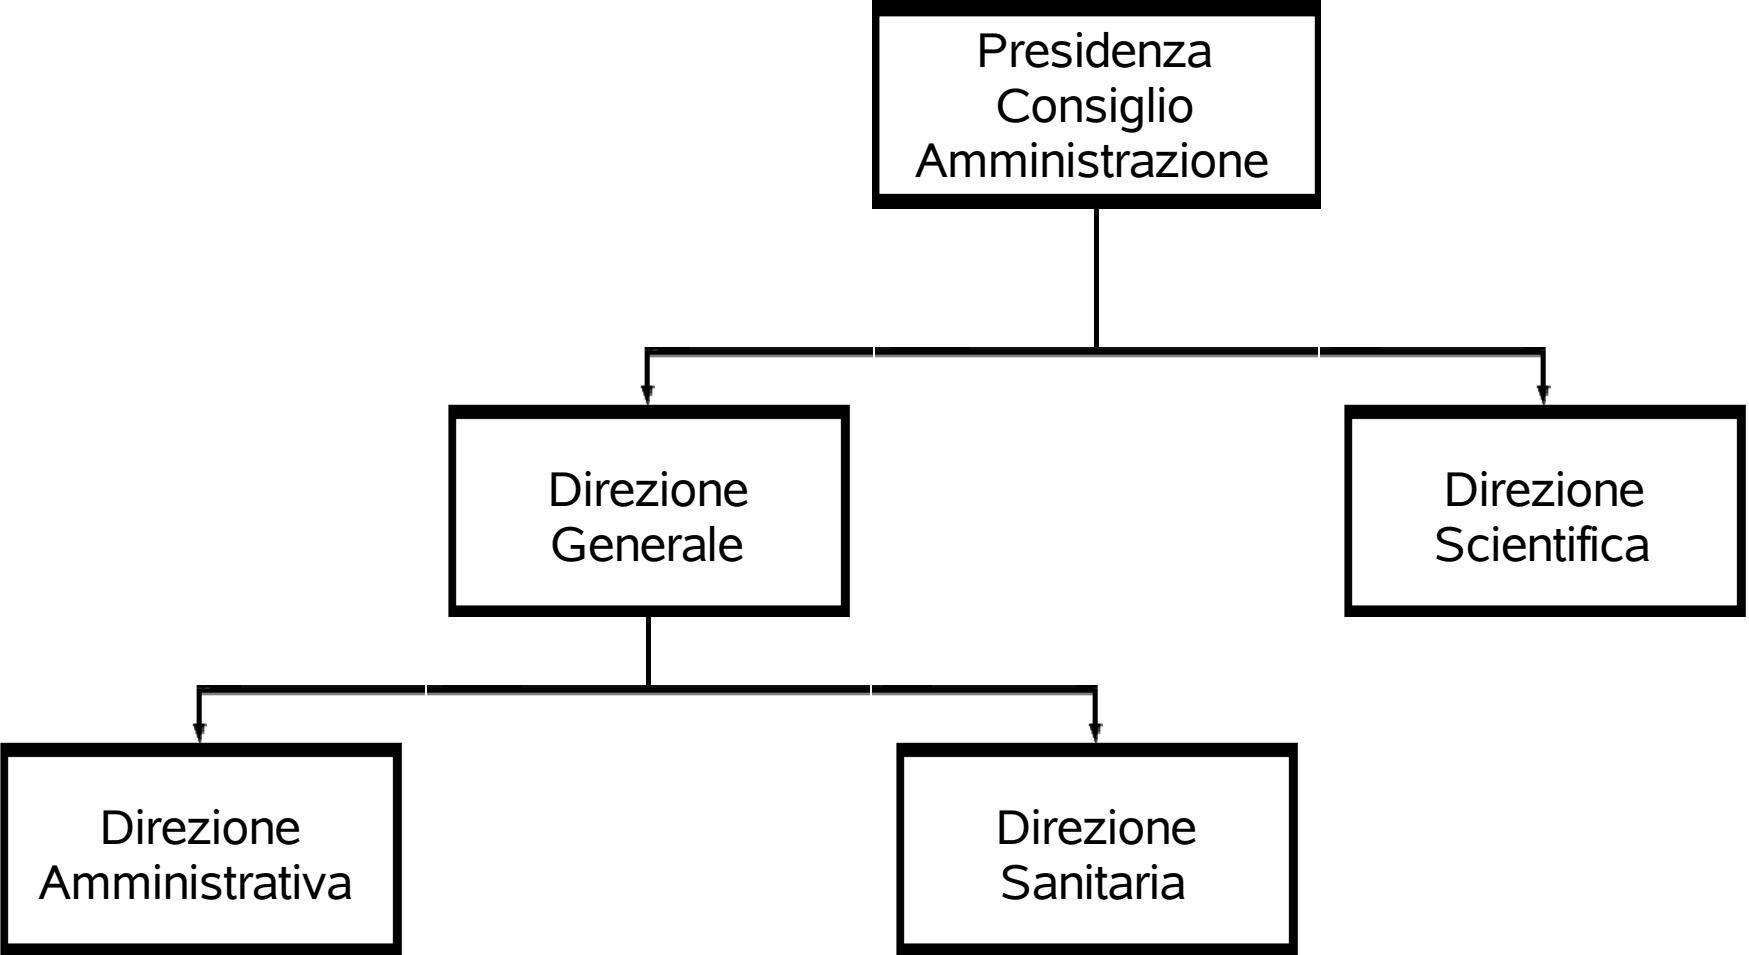 Presidenza
Consiglio
Amministrazione
Direzione
Generale
Direzione
Scientifica
Direzione
Amministrativa
Direzione
Sanitaria